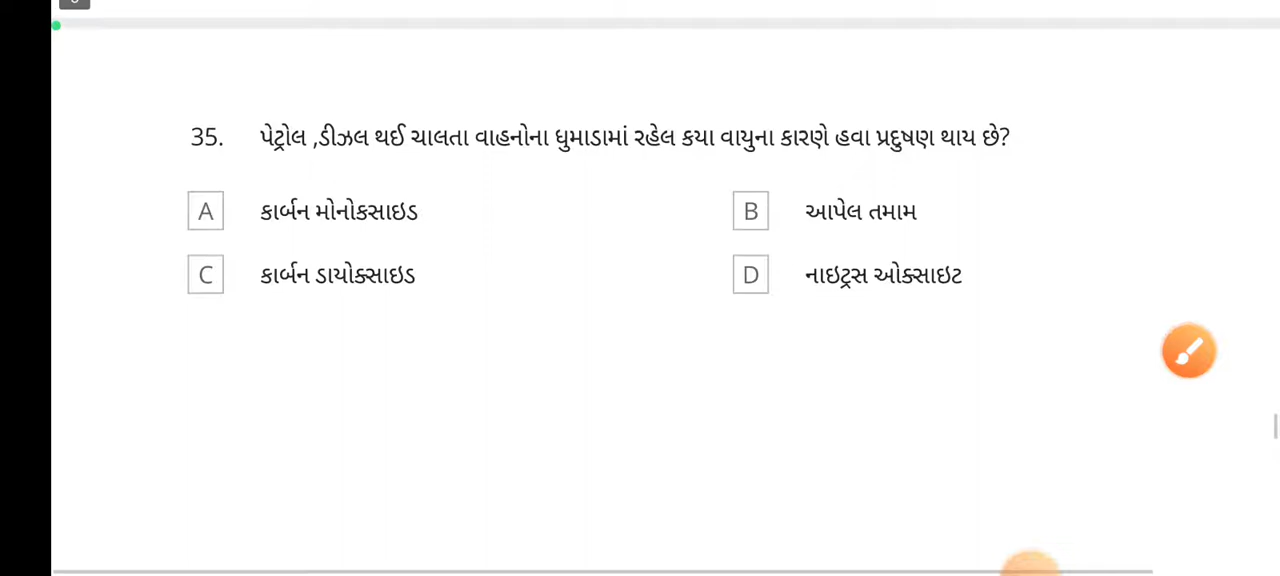 35. પેટ્રોલ ,ડીઝલ થઈ ચાલતા વાહનોના ધુમાડામાં રહેલ કયા વાયુના કારણે હવા પ્રદુષણ થાય છે?
A કાર્બન મોનોકસાઇડ
B આપેલ તમામ
C કાર્બન ડાયોક્સાઇડ
D નાઇટ્રસ ઓક્સાઇટ